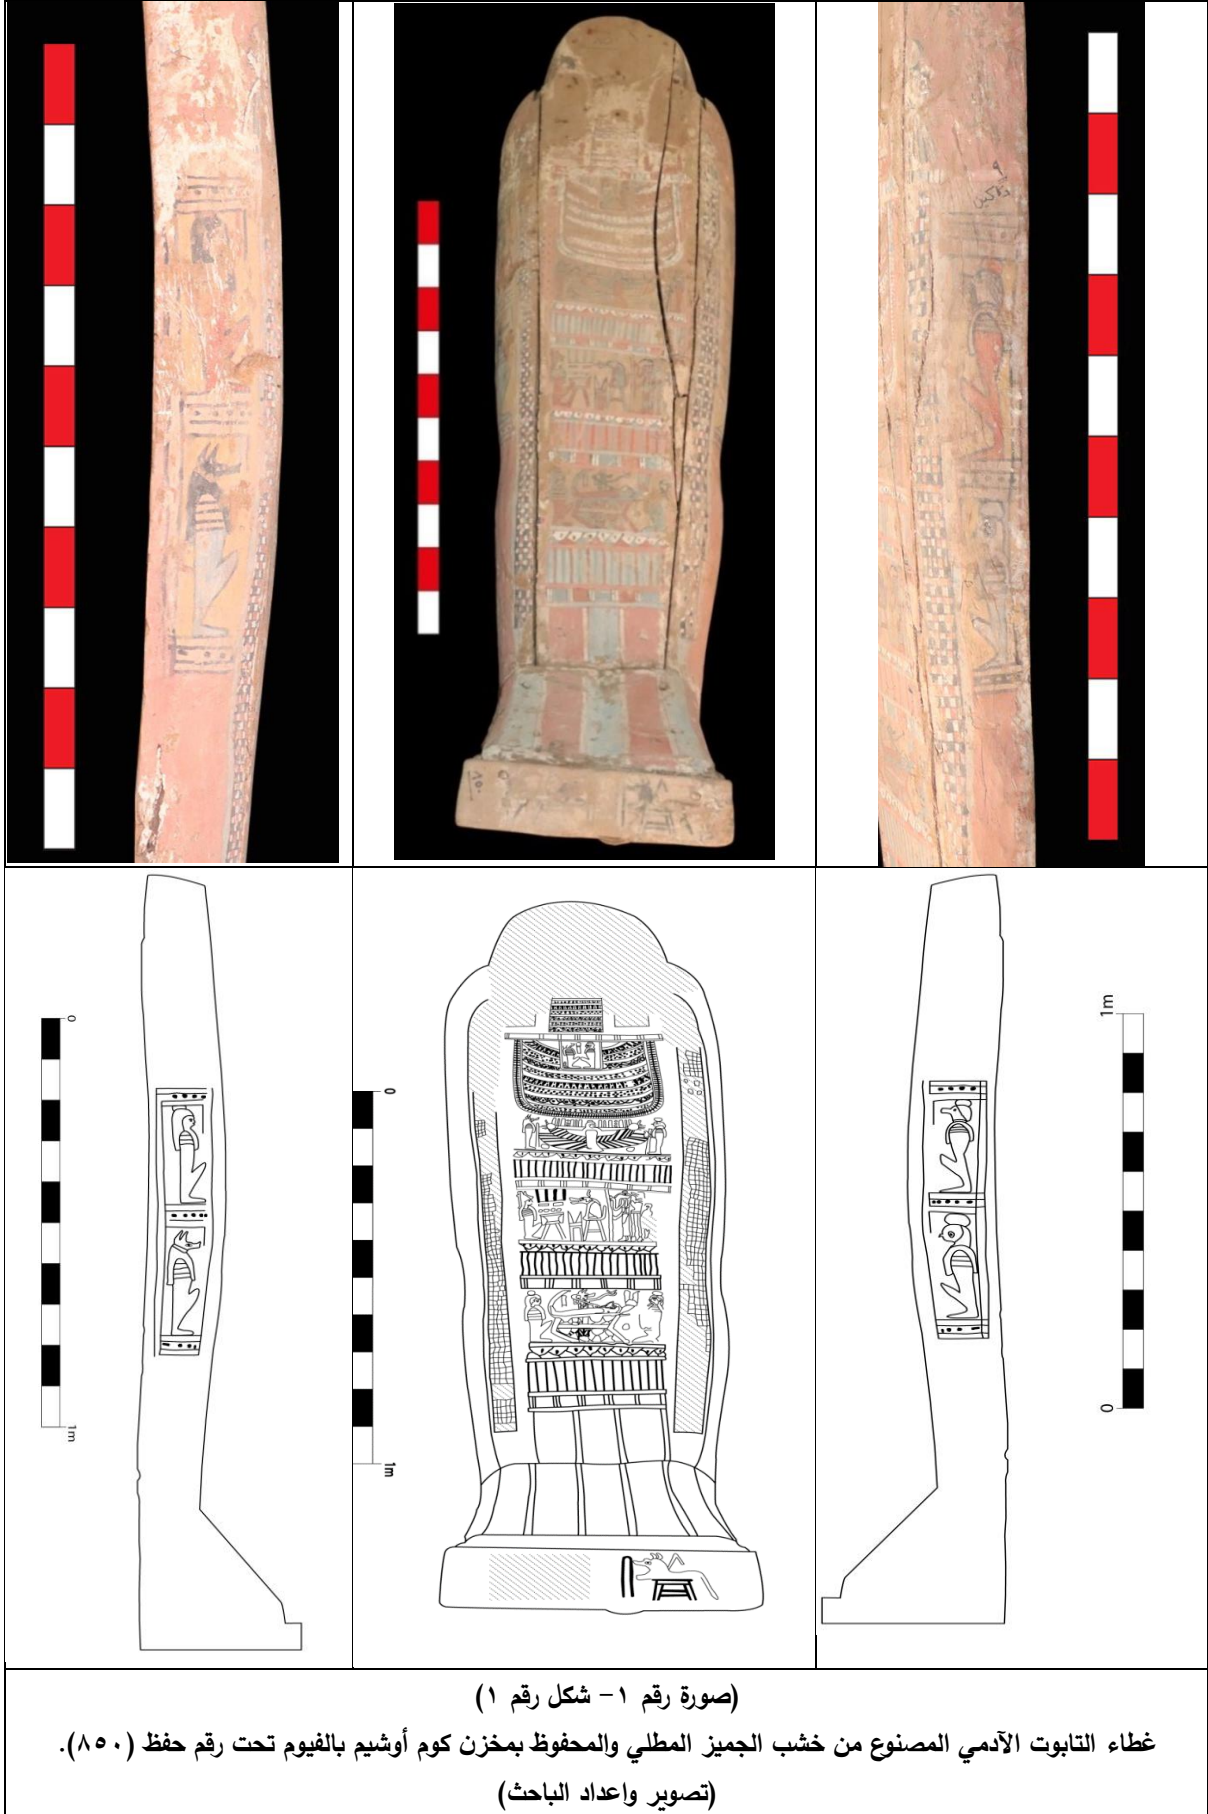 0
1m
0
1m
1m
0
(صورة رقم ١- شكل رقم ١)
غطاء التابوت الآدمي المصنوع من خشب الجميز المطلي والمحفوظ بمخزن كوم أوشيم بالفيوم تحت رقم حفظ (٨٥٠).
(تصوير واعداد الباحث)